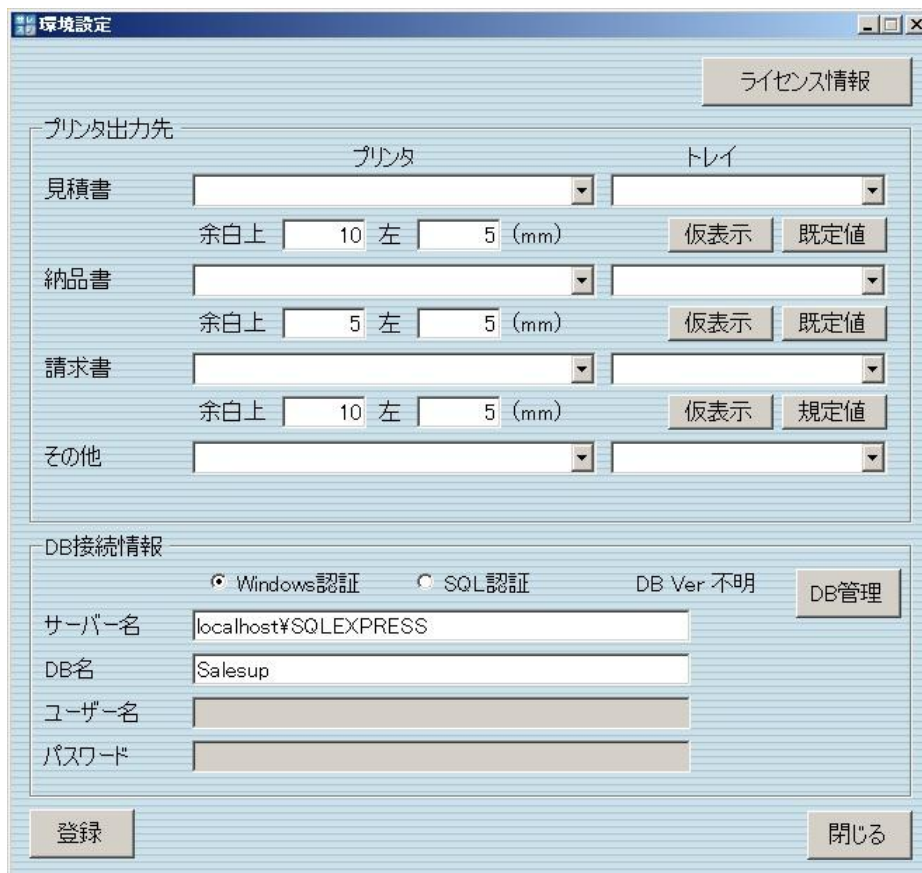 環境設定
ライセンス情報
プリンタ出力先
プリンタ トレイ
見積書
余白上 10 左 5 (mm) 仮表示 既定値
納品書
余白上 5 左 5 (mm) 仮表示 既定値
請求書
余白上 10 左 5 (mm) 仮表示 規定値
その他
DB接続情報
Windows認証 SQL認証 DB Ver 不明 DB管理
サーバー名 localhost¥SQLEXPRESS
DB名 Salesup
ユーザー名
パスワード
登録 閉じる